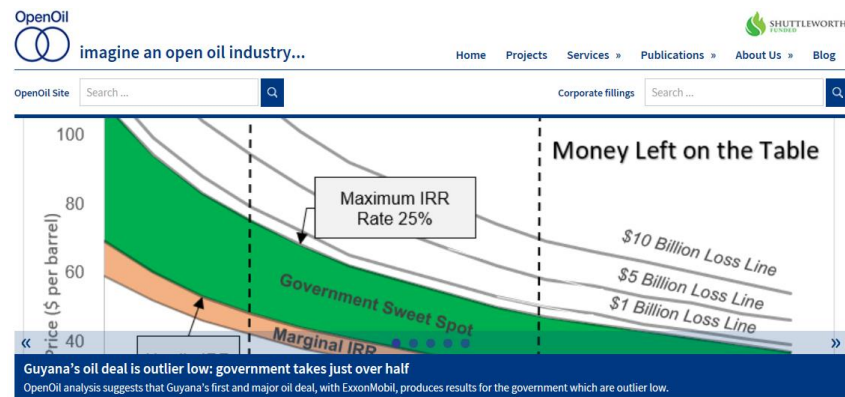 OpenOil
imagine an open oil industry...
SHUTTLEWORTH
FUNDED
Home Projects Services » Publications » About Us » Blog
OpenOil Site Search ... Corporate fillings Search ...
Money Left on the Table
100
80
60
40
Price ($ per barrel)
Maximum IRR
Rate 25%
$10 Billion Loss Line
$5 Billion Loss Line
$1 Billion Loss Line
Government Sweet Spot
Marginal IRR
« »
Guyana's oil deal is outlier low: government takes just over half
OpenOil analysis suggests that Guyana's first and major oil deal, with ExxonMobil, produces results for the government which are outlier low.